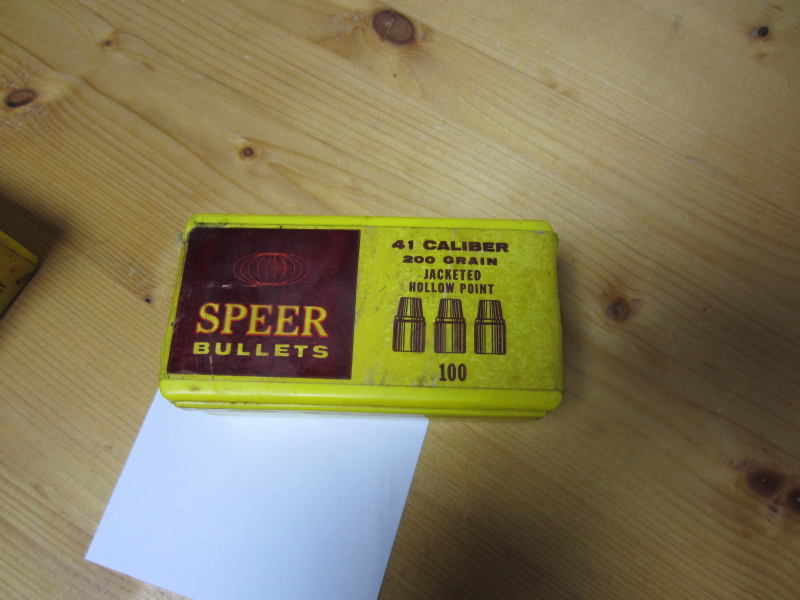 SPEER
BULLETS
41 CALIBER
200 GRAIN
JACKETED
HOLLOW POINT
100